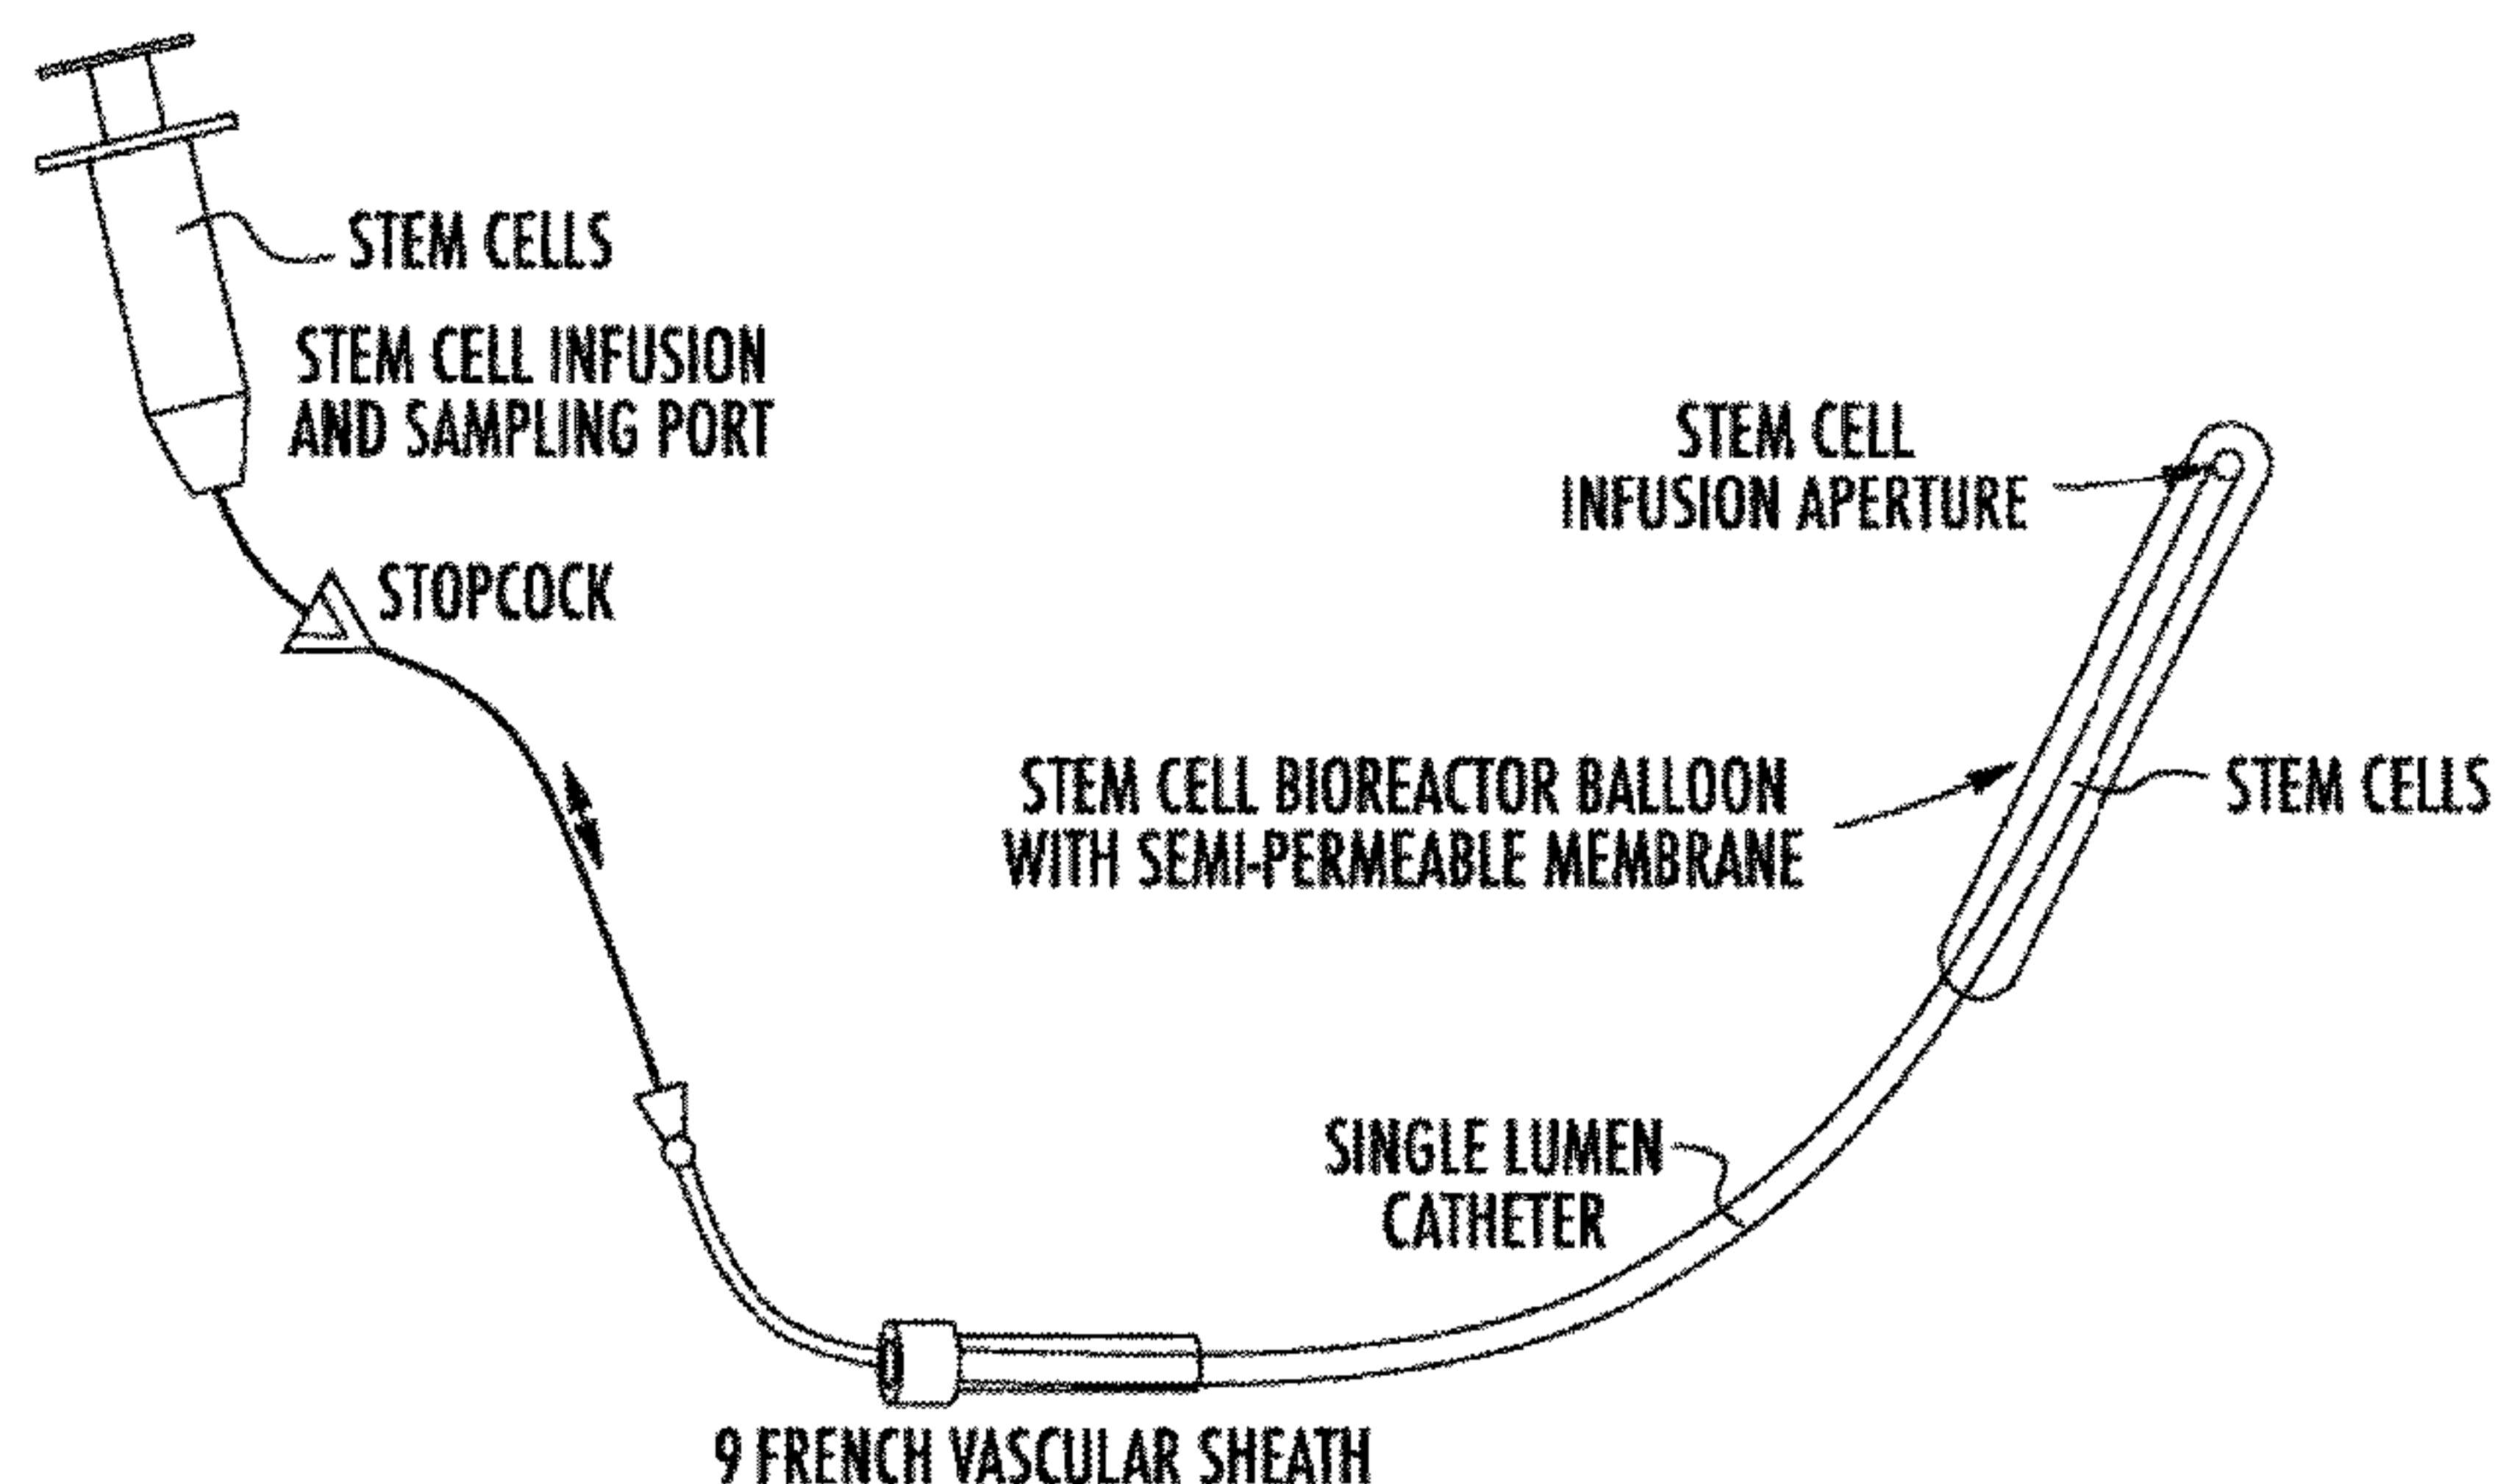 STEM CELLS
STEM CELL INFUSION
AND SAMPLING PORT
STEM CELL
INFUSION APERTURE
STOPCOCK
STEM CELL BIOREACTOR BALLOON
WITH SEMI-PERMEABLE MEMBRANE
STEM CELLS
SINGLE LUMEN
CATHETER
9 FRENCH VASCULAR SHEATH